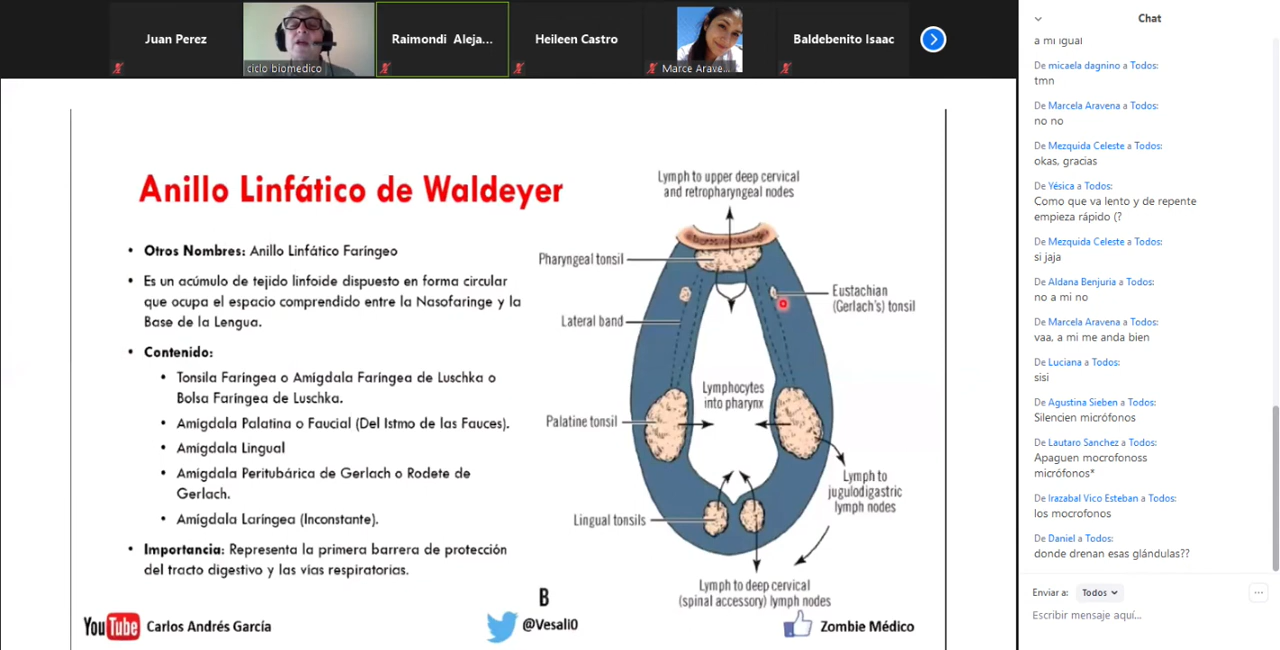 Juan Perez
ciclo biomedico
Raimondi Aleja...
Heileen Castro
Marce Arave...
Baldebenito Isaac
Anillo Linfático de Waldeyer
• Otros Nombres: Anillo Linfático Faríngeo
• Es un acúmulo de tejido linfoide dispuesto en forma circular
que ocupa el espacio comprendido entre la Nasofaringe y la
Base de la Lengua.
• Contenido:
• Tonsila Faríngea o Amígdala Faríngea de Luschka o
Bolsa Faríngea de Luschka.
• Amígdala Palatina o Faucial (Del Istmo de las Fauces).
• Amígdala Lingual
• Amígdala Peritubárica de Gerlach o Rodete de
Gerlach.
• Amígdala Laríngea (Inconstante).
• Importancia: Representa la primera barrera de protección
del tracto digestivo y las vías respiratorias.
Lymph to upper deep cervical
and retropharyngeal nodes
Pharyngeal tonsil
Eustachian
(Gerlach's) tonsil
Lateral band
Lymphocytes
into pharynx
Palatine tonsil
Lymph to
jugulodigastric
lymph nodes
Lingual tonsils
Lymph to deep cervical
(spinal accessory) lymph nodes
B
YouTube Carlos Andrés García
@Vesali0
Zombie Médico
Chat
a mi igual
De micaela dagnino a Todos:
tmn
De Marcela Aravena a Todos:
no no
De Mezquida Celeste a Todos:
okas, gracias
De Yésica a Todos:
Como que va lento y de repente
empieza rápido (?
De Mezquida Celeste a Todos:
si jaja
De Aldana Benjuria a Todos:
no a mi no
De Marcela Aravena a Todos:
vaa, a mi me anda bien
De Luciana a Todos:
sisi
De Agustina Sieben a Todos:
Silencien micrófonos
De Lautaro Sanchez a Todos:
Apaguen mocrofonoss
micrófonos*
De Irazabal Vico Esteban a Todos:
los mocrofonos
De Daniel a Todos:
donde drenan esas glándulas??
Enviar a: Todos
Escribir mensaje aquí...